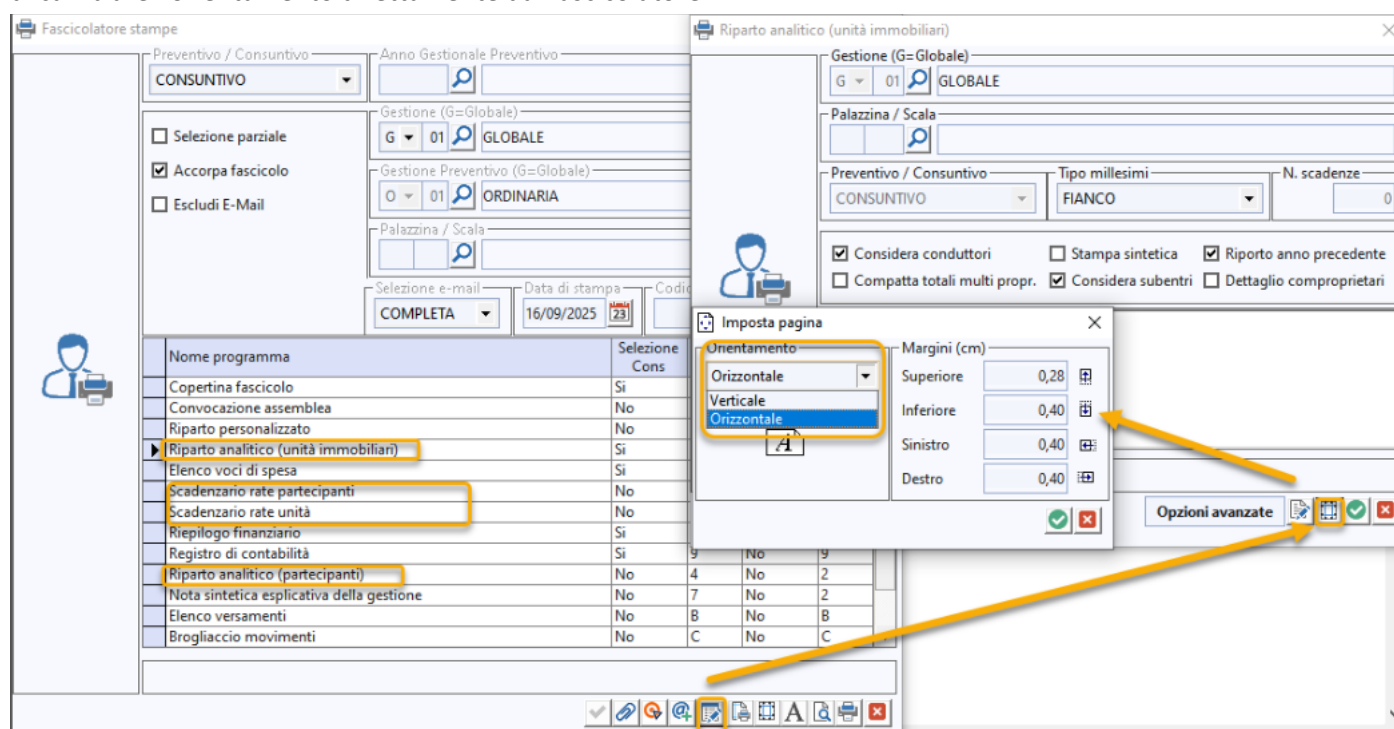 Fascicolatore stampe
Preventivo / Consuntivo
CONSUNTIVO
Anno Gestionale Preventivo
Selezione parziale
Accorpa fascicolo
Escludi E-Mail
Gestione (G=Globale)
G 01 GLOBALE
Gestione Preventivo (G=Globale)
O 01 ORDINARIA
Palazzina / Scala
Selezione e-mail
COMPLETA
Data di stampa
16/09/2025 23
Nome programma Selezione Cons
Copertina fascicolo Si
Convocazione assemblea No
Riparto personalizzato No
Riparto analitico (unità immobiliari) Si
Elenco voci di spesa Si
Scadenzario rate partecipanti No
Scadenzario rate unità No
Riepilogo finanziario Si
Registro di contabilità Si 9 No 9
Riparto analitico (partecipanti) No 4 No 2
Nota sintetica esplicativa della gestione No 7 No 2
Elenco versamenti No B No B
Brogliaccio movimenti No C No C
A
Riparto analitico (unità immobiliari)
Gestione (G=Globale)
G 01 GLOBALE
Palazzina / Scala
Preventivo / Consuntivo
CONSUNTIVO
Tipo millesimi
FIANCO
N. scadenze
0
Considera conduttori Stampa sintetica Riporto anno precedente
Compatta totali multi propr. Considera subentri Dettaglio comproprietari
Imposta pagina
Orientamento
Orizzontale
Verticale
Orizzontale
A
Margini (cm)
Superiore 0,28
Inferiore 0,40
Sinistro 0,40
Destro 0,40
Opzioni avanzate